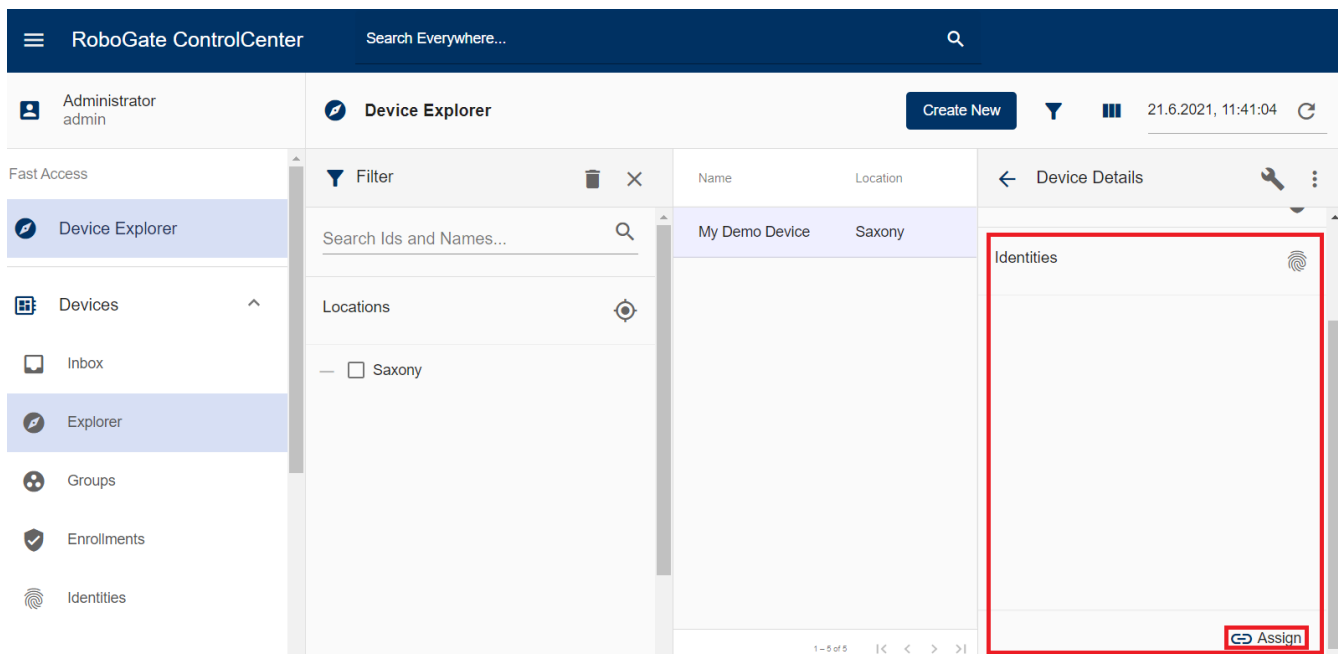 RoboGate ControlCenter
Search Everywhere...
Administrator
admin
Device Explorer
Create New
21.6.2021, 11:41:04
Fast Access
Device Explorer
Devices
Inbox
Explorer
Groups
Enrollments
Identities
Filter
Search Ids and Names...
Locations
Saxony
Name Location
My Demo Device Saxony
1 – 5 of 5
Device Details
Identities
Assign